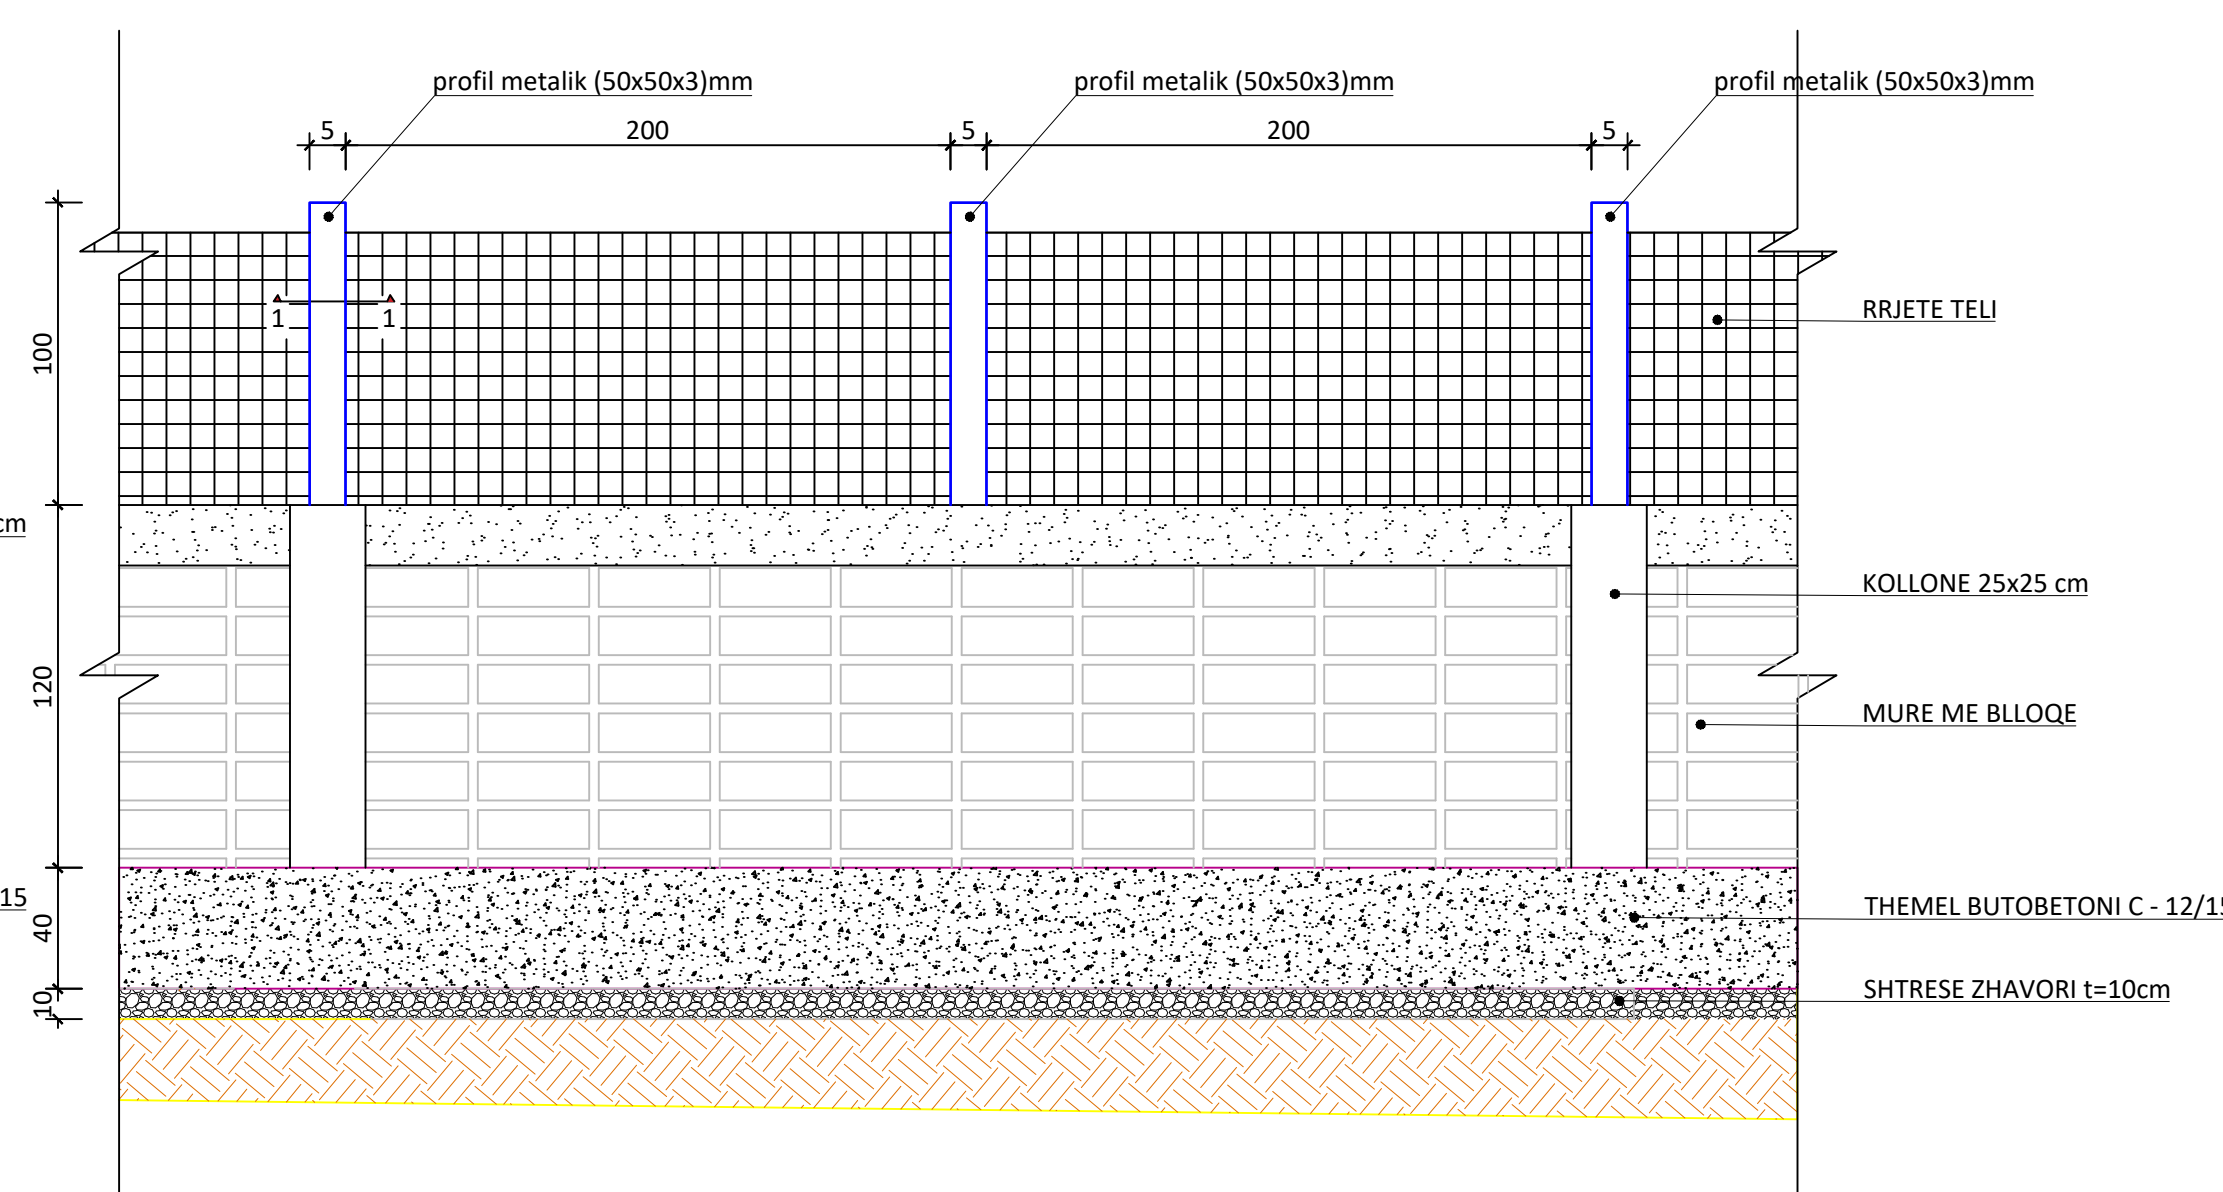 profil metalik (50x50x3)mm
profil metalik (50x50x3)mm
profil metalik (50x50x3)mm
5
200
5
200
5
1
1
RRJETE TELI
100
cm
KOLLONE 25x25 cm
120
MURE ME BLLOQE
15
40
THEMEL BUTOBETONI C - 12/15
SHTRESE ZHAVORI t=10cm
10